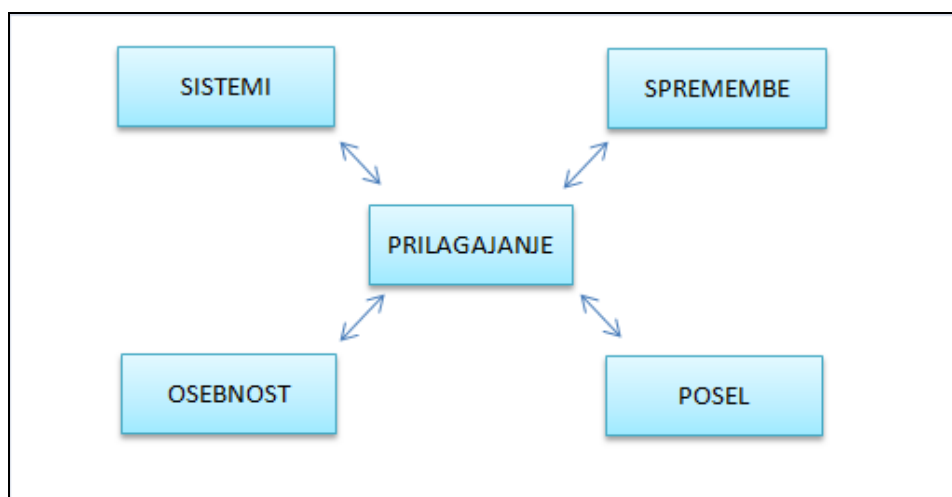 SISTEMI
SPREMEMBE
PRILAGAJANJE
OSEBNOST
POSEL